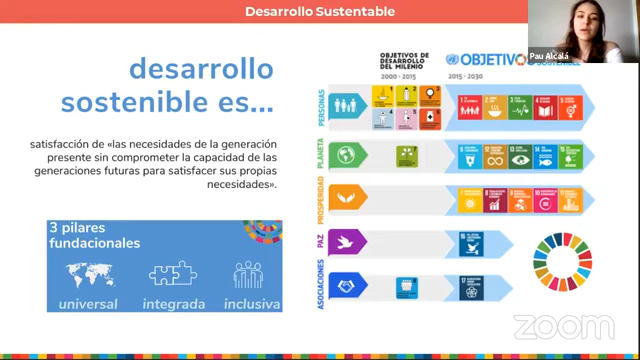 Desarrollo Sustentable
desarrollo
sostenible es...
satisfacción de «las necesidades de la generación
presente sin comprometer la capacidad de las
generaciones futuras para satisfacer sus propias
necesidades».
3 pilares
fundacionales
universal
integrada
inclusiva
OBJETIVOS DE
DESARROLLO
DEL MILENIO
2000 - 2015
OBJETIVOS
2015 - 2030
PERSONAS
PLANETA
PROSPERIDAD
PAZ
ASOCIACIONES
Pau Alcalá
zoom